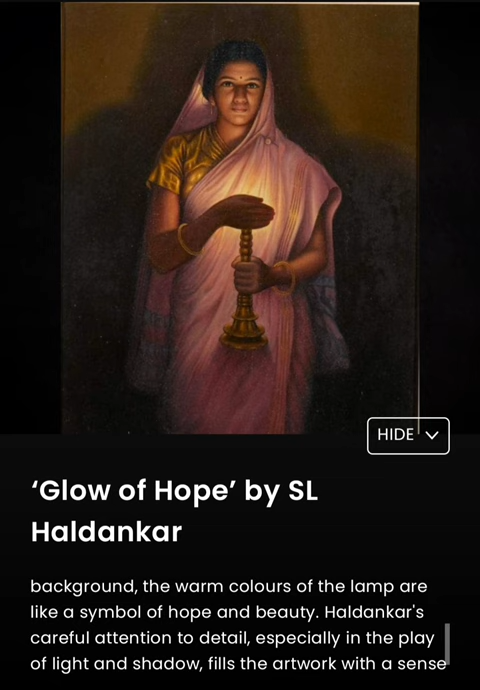 HIDE
‘Glow of Hope’ by SL
Haldankar
background, the warm colours of the lamp are
like a symbol of hope and beauty. Haldankar's
careful attention to detail, especially in the play
of light and shadow, fills the artwork with a sense